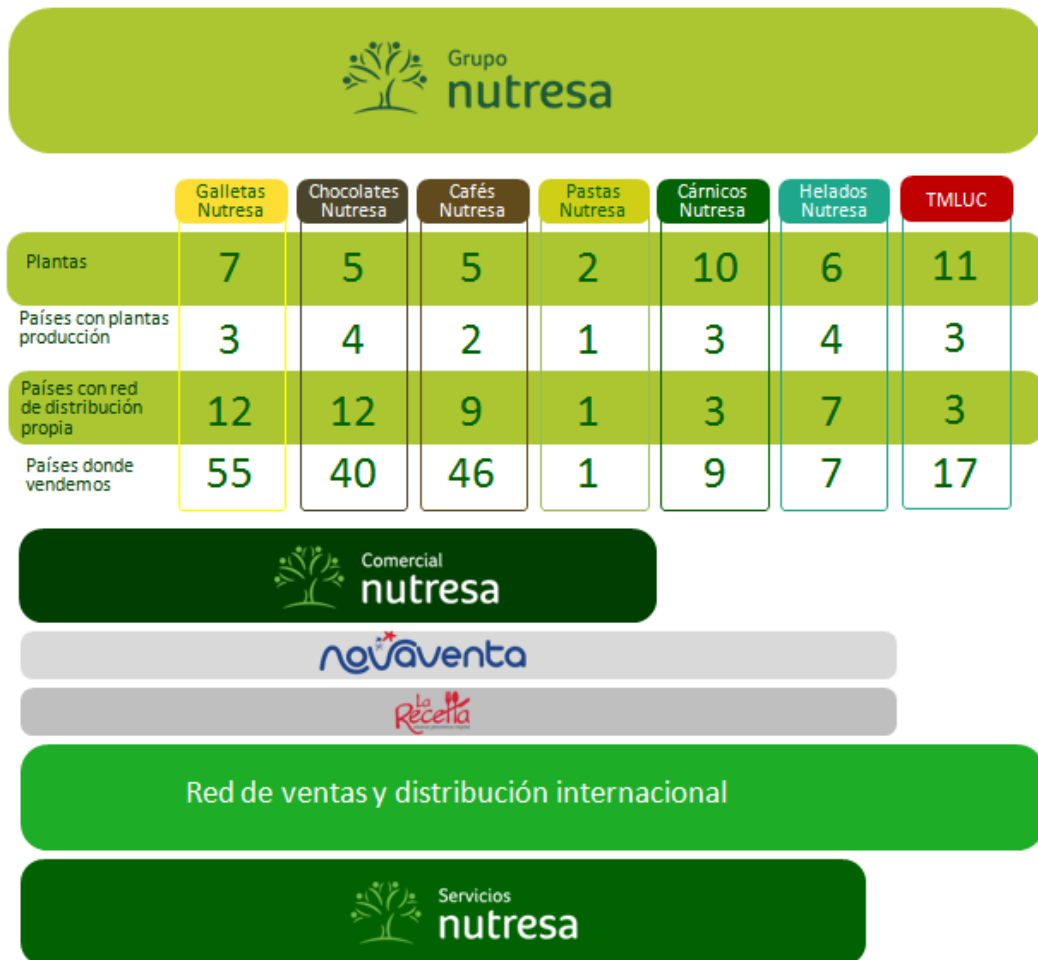 Grupo
nutresa
Galletas
Nutresa
Chocolates
Nutresa
Cafés
Nutresa
Pastas
Nutresa
Cárnicos
Nutresa
Helados
Nutresa
TMLUC
Plantas
7 5 5 2 10 6 11
Países con plantas
producción
3 4 2 1 3 4 3
Países con red
de distribución
propia
12 12 9 1 3 7 3
Países donde
vendemos
55 40 46 1 9 7 17
Comercial
nutresa
novaventa
La
Receta
Red de ventas y distribución internacional
Servicios
nutresa